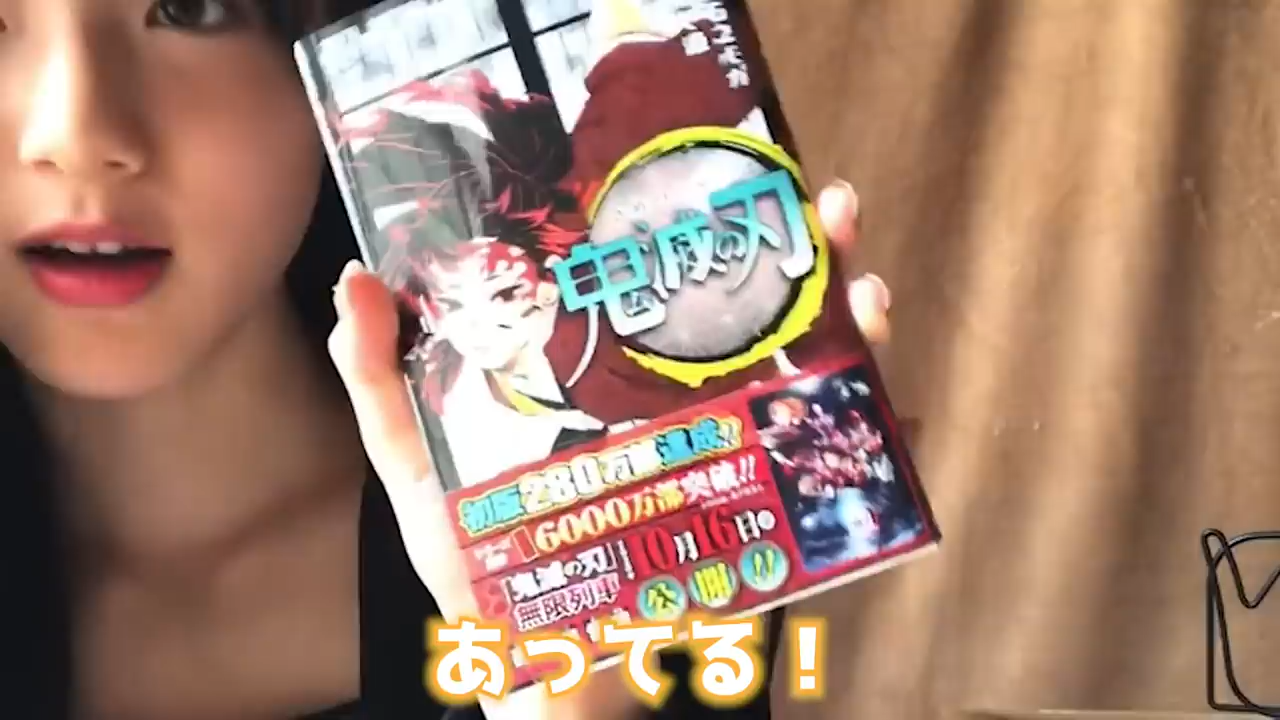 鬼滅の刃
初版280万部達成!!
6000万部突破!!
「鬼滅の刃」
無限列車
10月16日
公開!!
あってる！